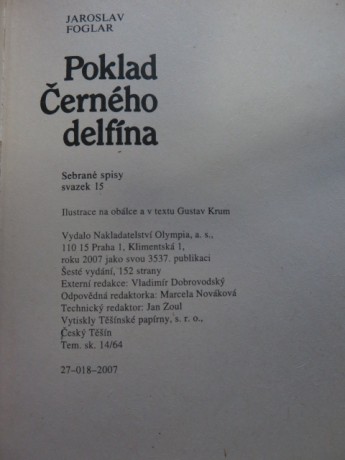 JAROSLAV
FOGLAR
Poklad
Černého
delfína
Sebrané spisy
svazek 15
Ilustrace na obálce a v textu Gustav Krum
Vydalo Nakladatelství Olympia, a. s.,
110 15 Praha 1, Klimentská 1,
roku 2007 jako svou 3537. publikaci
Šesté vydání, 152 strany
Externí redakce: Vladimír Dobrovodský
Odpovědná redaktorka: Marcela Nováková
Technický redaktor: Jan Zoul
Vytiskly Těšínské papírny, s. r. o.,
Český Těšín
Tem. sk. 14/64
27–018–2007